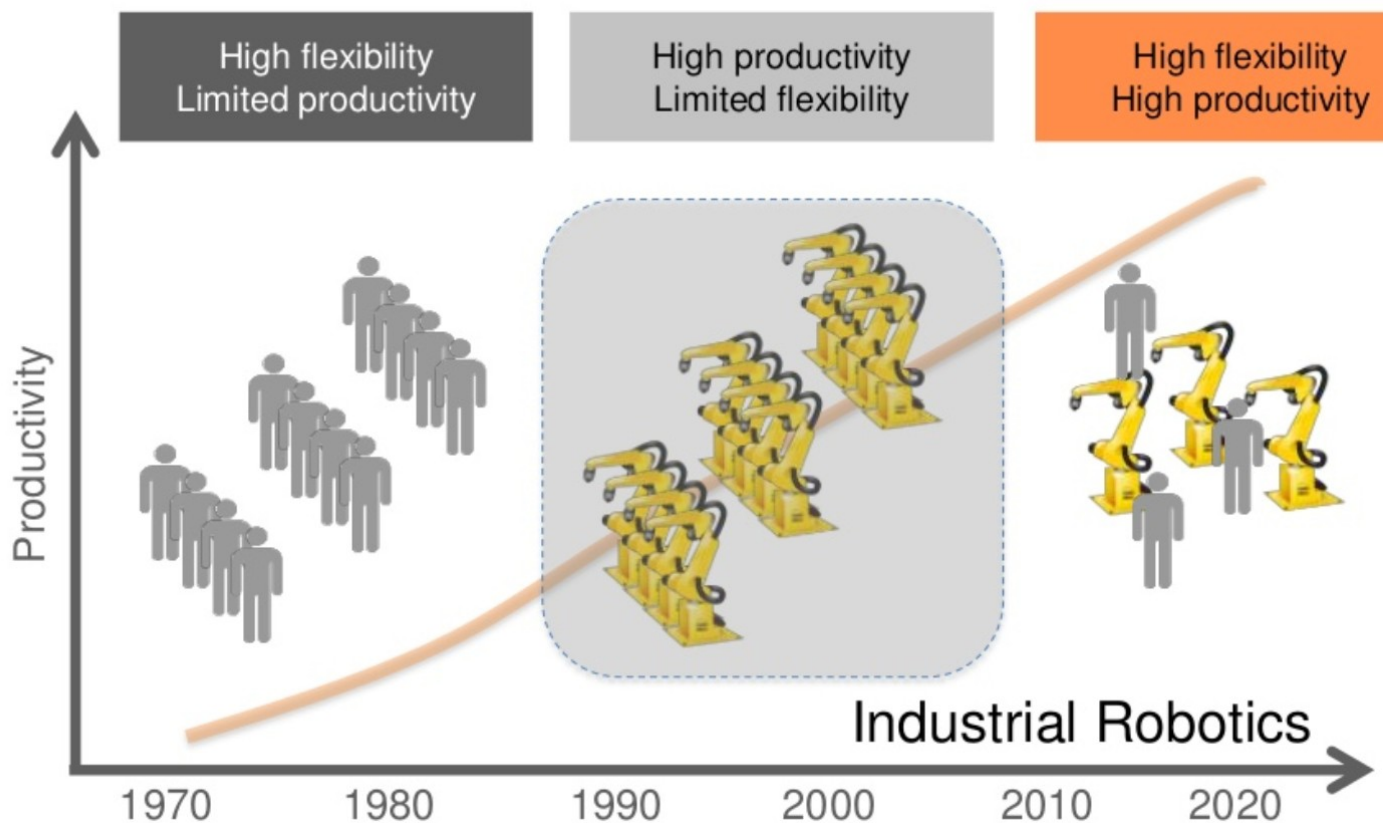 High flexibility
Limited productivity
High productivity
Limited flexibility
High flexibility
High productivity
Productivity
Industrial Robotics
1970
1980
1990
2000
2010
2020